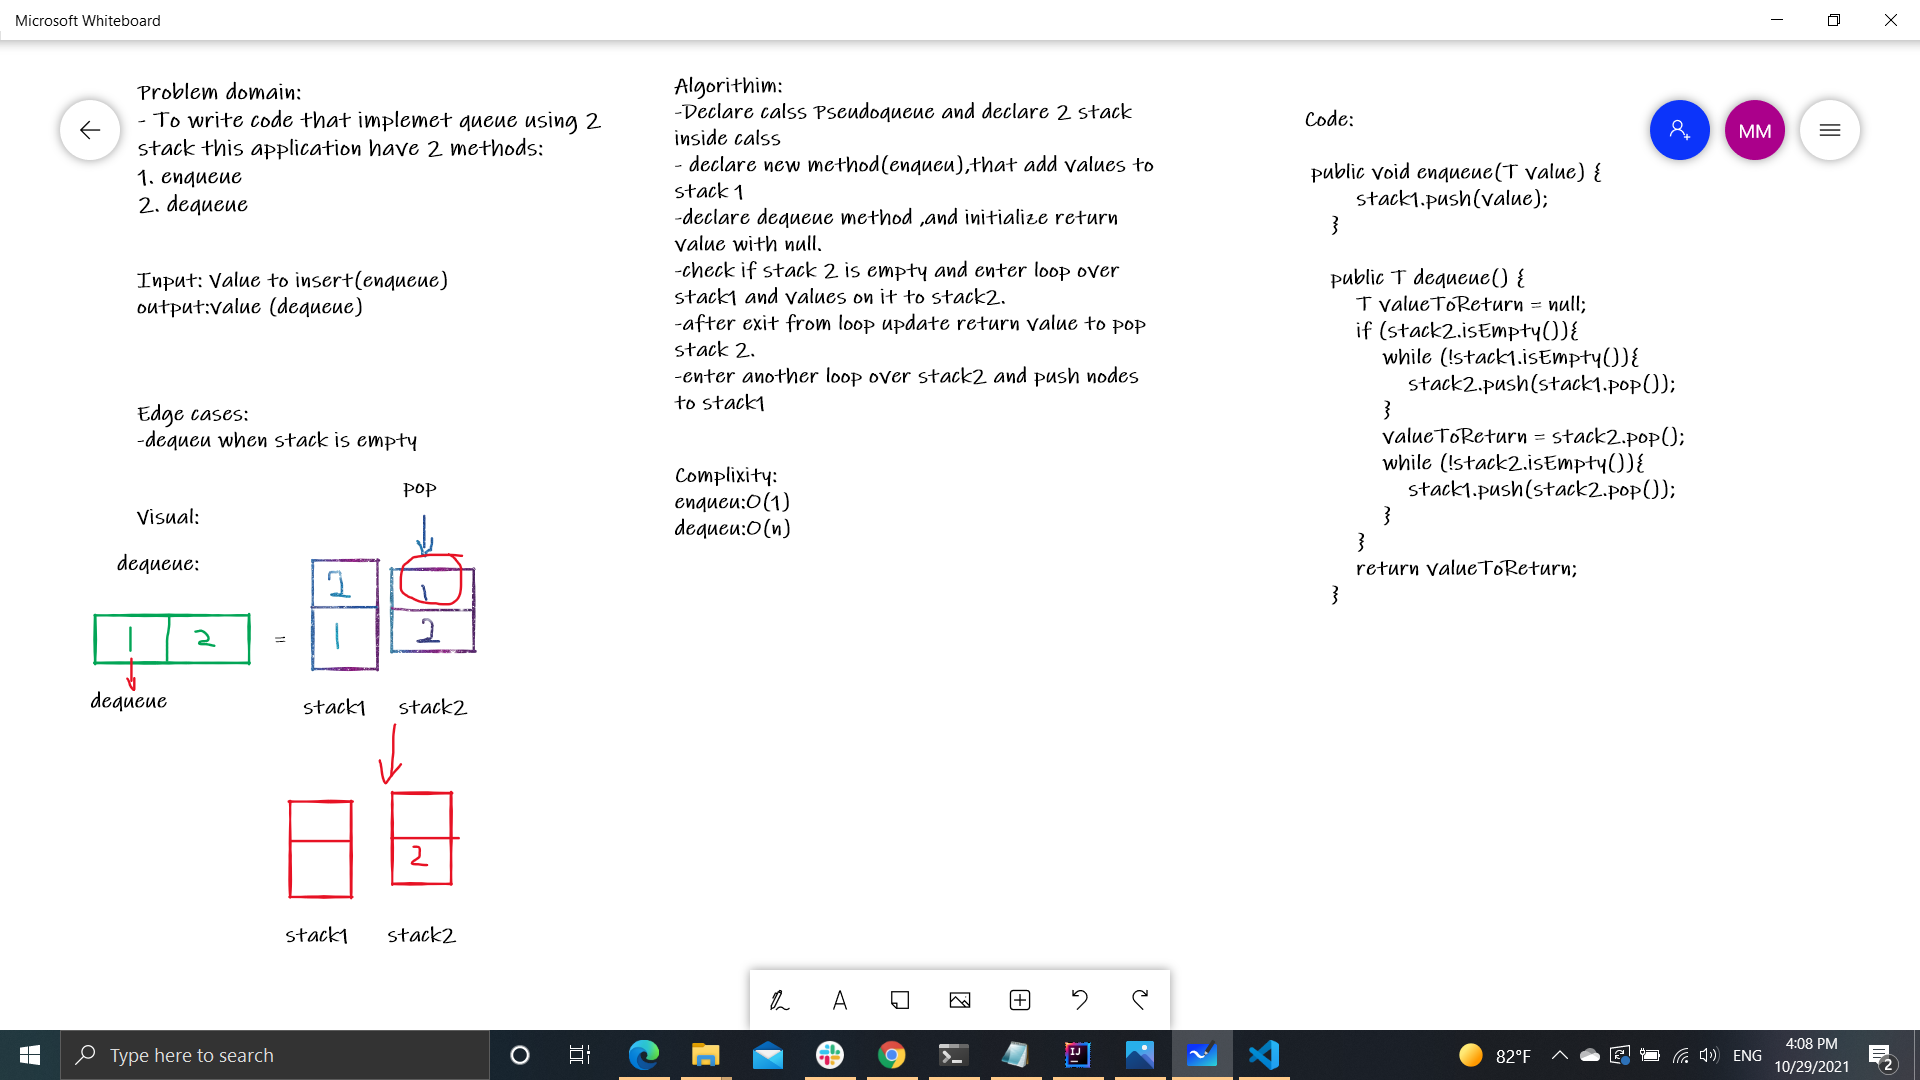 Microsoft Whiteboard
Problem domain:
- To write code that implemet queue using 2
stack this application have 2 methods:
1. enqueue
2. dequeue
Input: Value to insert(enqueue)
output:value (dequeue)
Edge cases:
-dequeu when stack is empty
Visual:
pop
dequeue:
2
1
1
2
1
2
=
dequeue
stack1
stack2
2
stack1
stack2
Algorithim:
-Declare calss Pseudoqueue and declare 2 stack
inside calss
- declare new method(enqueu),that add values to
stack 1
-declare dequeue method ,and initialize return
value with null.
-check if stack 2 is empty and enter loop over
stack1 and values on it to stack2.
-after exit from loop update return value to pop
stack 2.
-enter another loop over stack2 and push nodes
to stack1
Complixity:
enqueu:O(1)
dequeu:O(n)
Code:
public void enqueue(T value) {
stack1.push(value);
}
public T dequeue() {
T valueToReturn = null;
if (stack2.isEmpty()){
while (!stack1.isEmpty()){
stack2.push(stack1.pop());
}
valueToReturn = stack2.pop();
while (!stack2.isEmpty()){
stack1.push(stack2.pop());
}
}
return valueToReturn;
}
MM
Type here to search
IJ
82°F
ENG
4:08 PM
10/29/2021
2